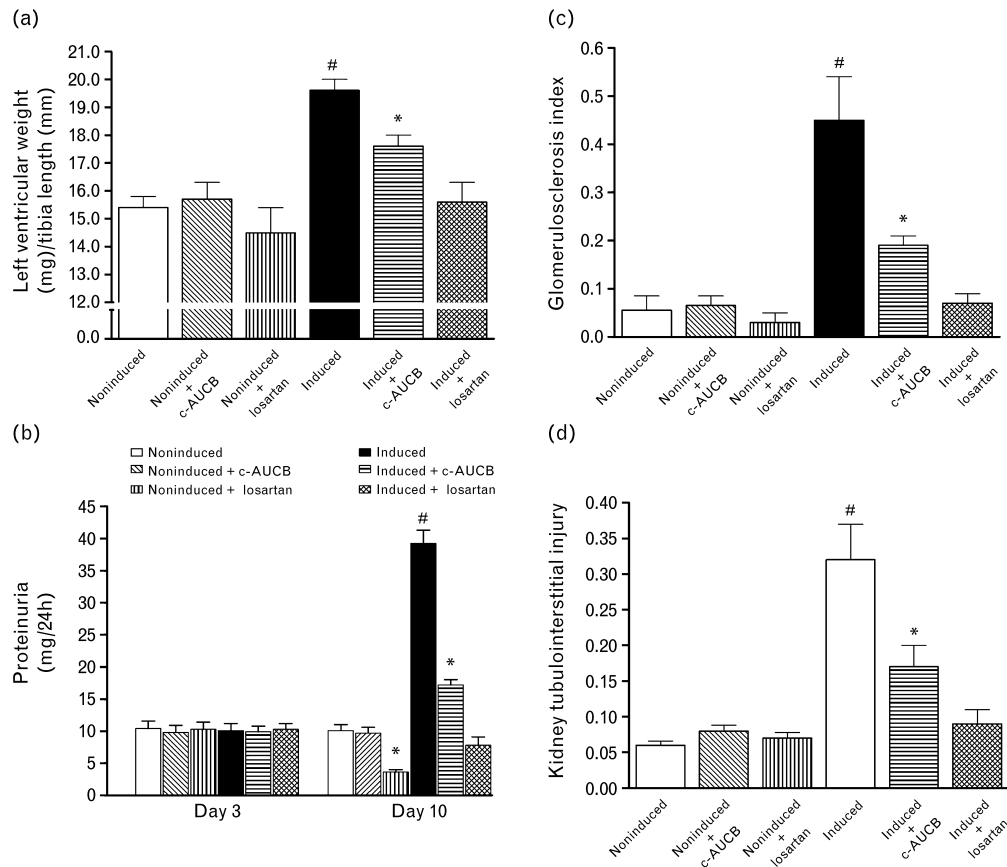 (a)
Left ventricular weight
(mg)/tibia length (mm)
21.0
20.0
19.0
18.0
17.0
16.0
15.0
14.0
13.0
12.0
0.0
#
*
Noninduced
Noninduced
+
c-AUCB
Noninduced
+
losartan
Induced
Induced
+
c-AUCB
Induced
+
losartan
(c)
Glomerulosclerosis index
0.6
0.5
0.4
0.3
0.2
0.1
0.0
#
*
Noninduced
Noninduced
+
c-AUCB
Noninduced
+
losartan
Induced
Induced
+
c-AUCB
Induced
+
losartan
(b)
Noninduced
Noninduced + c-AUCB
Noninduced + losartan
Induced
Induced + c-AUCB
Induced + losartan
Proteinuria
(mg/24h)
45
40
35
30
25
20
15
10
5
0
*
#
*
Day 3
Day 10
(d)
Kidney tubulointerstitial injury
0.40
0.35
0.30
0.25
0.20
0.15
0.10
0.05
0.00
#
*
Noninduced
Noninduced
+
c-AUCB
Noninduced
+
losartan
Induced
Induced
+
c-AUCB
Induced
+
losartan